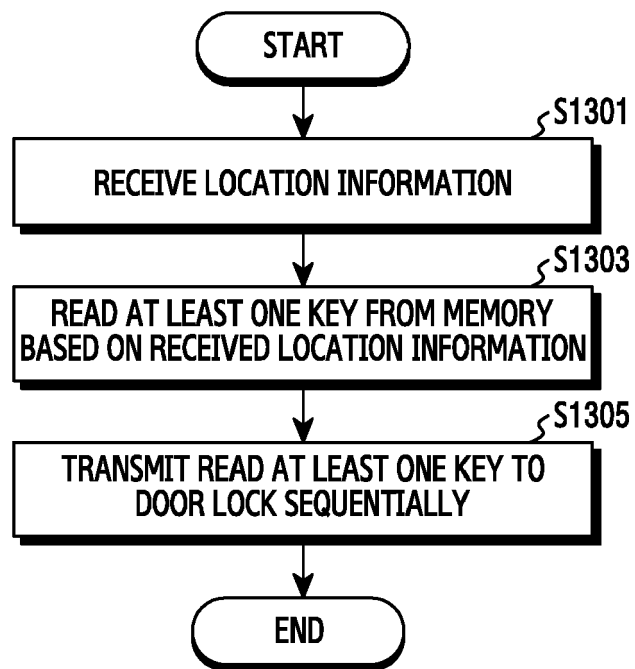 START
S1301
RECEIVE LOCATION INFORMATION
S1303
READ AT LEAST ONE KEY FROM MEMORY
BASED ON RECEIVED LOCATION INFORMATION
S1305
TRANSMIT READ AT LEAST ONE KEY TO
DOOR LOCK SEQUENTIALLY
END